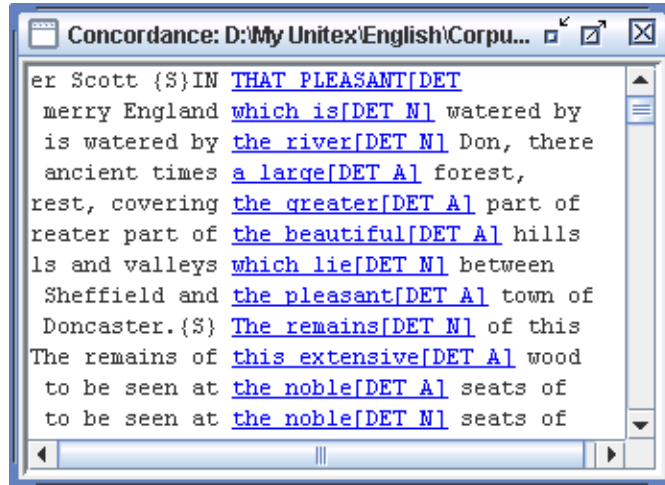 Concordance: D:\My Unitex\English\Corpu...
er Scott {S}IN THAT PLEASANT[DET
merry England which is[DET N] watered by
is watered by the river[DET N] Don, there
ancient times a large[DET A] forest,
rest, covering the greater[DET A] part of
reater part of the beautiful[DET A] hills
ls and valleys which lie[DET N] between
Sheffield and the pleasant[DET A] town of
Doncaster.{S} The remains[DET N] of this
The remains of this extensive[DET A] wood
to be seen at the noble[DET A] seats of
to be seen at the noble[DET N] seats of